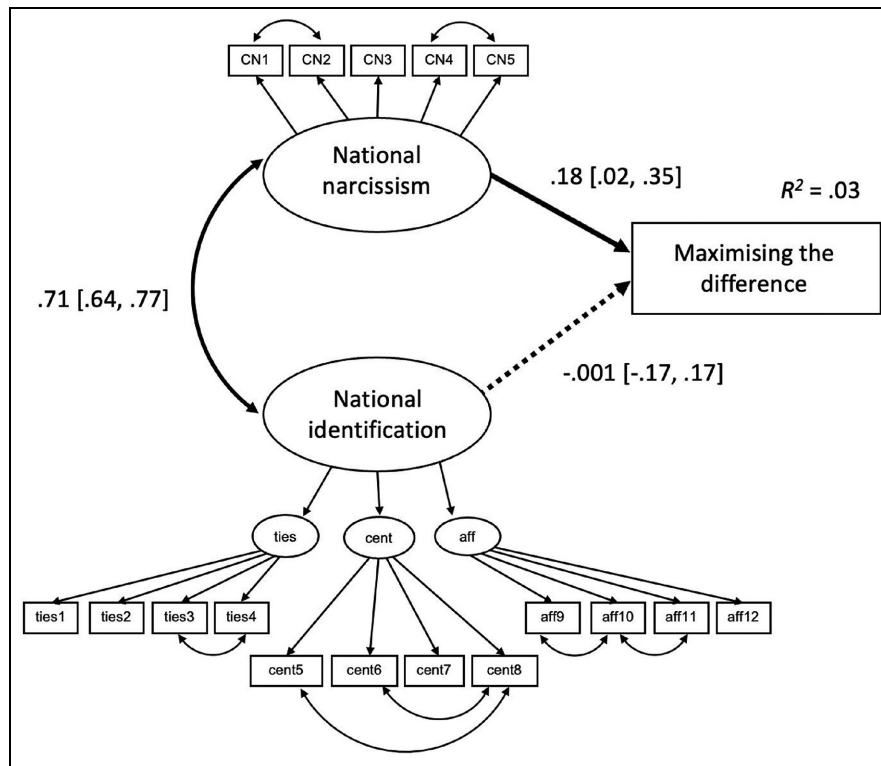 CN1 CN2 CN3 CN4 CN5
National
narcissism
.18 [.02, .35]
R² = .03
Maximising the
difference
.71 [.64, .77]
-.001 [-.17, .17]
National
identification
ties cent aff
ties1 ties2 ties3 ties4 aff9 aff10 aff11 aff12
cent5 cent6 cent7 cent8